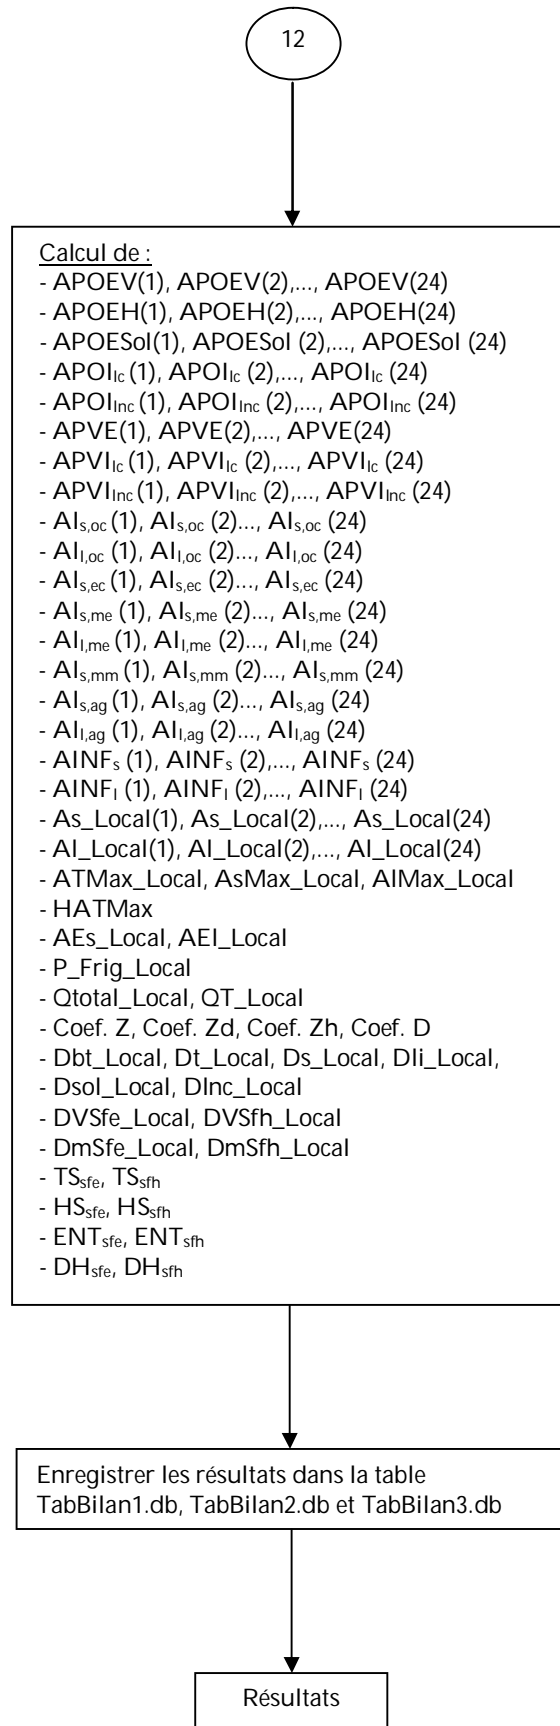 12
Calcul de :
- APOEV(1), APOEV(2),..., APOEV(24)
- APOEH(1), APOEH(2),..., APOEH(24)
- APOESol(1), APOESol (2),..., APOESol (24)
- APOIlc (1), APOIlc (2),..., APOIlc (24)
- APOIlnc (1), APOIlnc (2),..., APOIlnc (24)
- APVE(1), APVE(2),..., APVE(24)
- APVIlc (1), APVIlc (2),..., APVIlc (24)
- APVIlnc (1), APVIlnc (2),..., APVIlnc (24)
- AIs,oc (1), AIs,oc (2)..., AIs,oc (24)
- AIl,oc (1), AIl,oc (2)..., AIl,oc (24)
- AIs,ec (1), AIs,ec (2)..., AIs,ec (24)
- AIs,me (1), AIs,me (2)..., AIs,me (24)
- AIl,me (1), AIl,me (2)..., AIl,me (24)
- AIs,mm (1), AIs,mm (2)..., AIs,mm (24)
- AIs,ag (1), AIs,ag (2)..., AIs,ag (24)
- AIl,ag (1), AIl,ag (2)..., AIl,ag (24)
- AINFs (1), AINFs (2),..., AINFs (24)
- AINFl (1), AINFl (2),..., AINFl (24)
- As_Local(1), As_Local(2),..., As_Local(24)
- Al_Local(1), Al_Local(2),..., Al_Local(24)
- ATMax_Local, AsMax_Local, AlMax_Local
- HATMax
- AEs_Local, AEl_Local
- P_Frig_Local
- Qtotal_Local, QT_Local
- Coef. Z, Coef. Zd, Coef. Zh, Coef. D
- Dbt_Local, Dt_Local, Ds_Local, Dli_Local,
- Dsol_Local, DInc_Local
- DVSfe_Local, DVSfh_Local
- DmSfe_Local, DmSfh_Local
- TSsfe, TSsfh
- HSsfe, HSsfh
- ENTsfe, ENTsfh
- DHsfe, DHsfh
Enregistrer les résultats dans la table
TabBilan1.db, TabBilan2.db et TabBilan3.db
Résultats